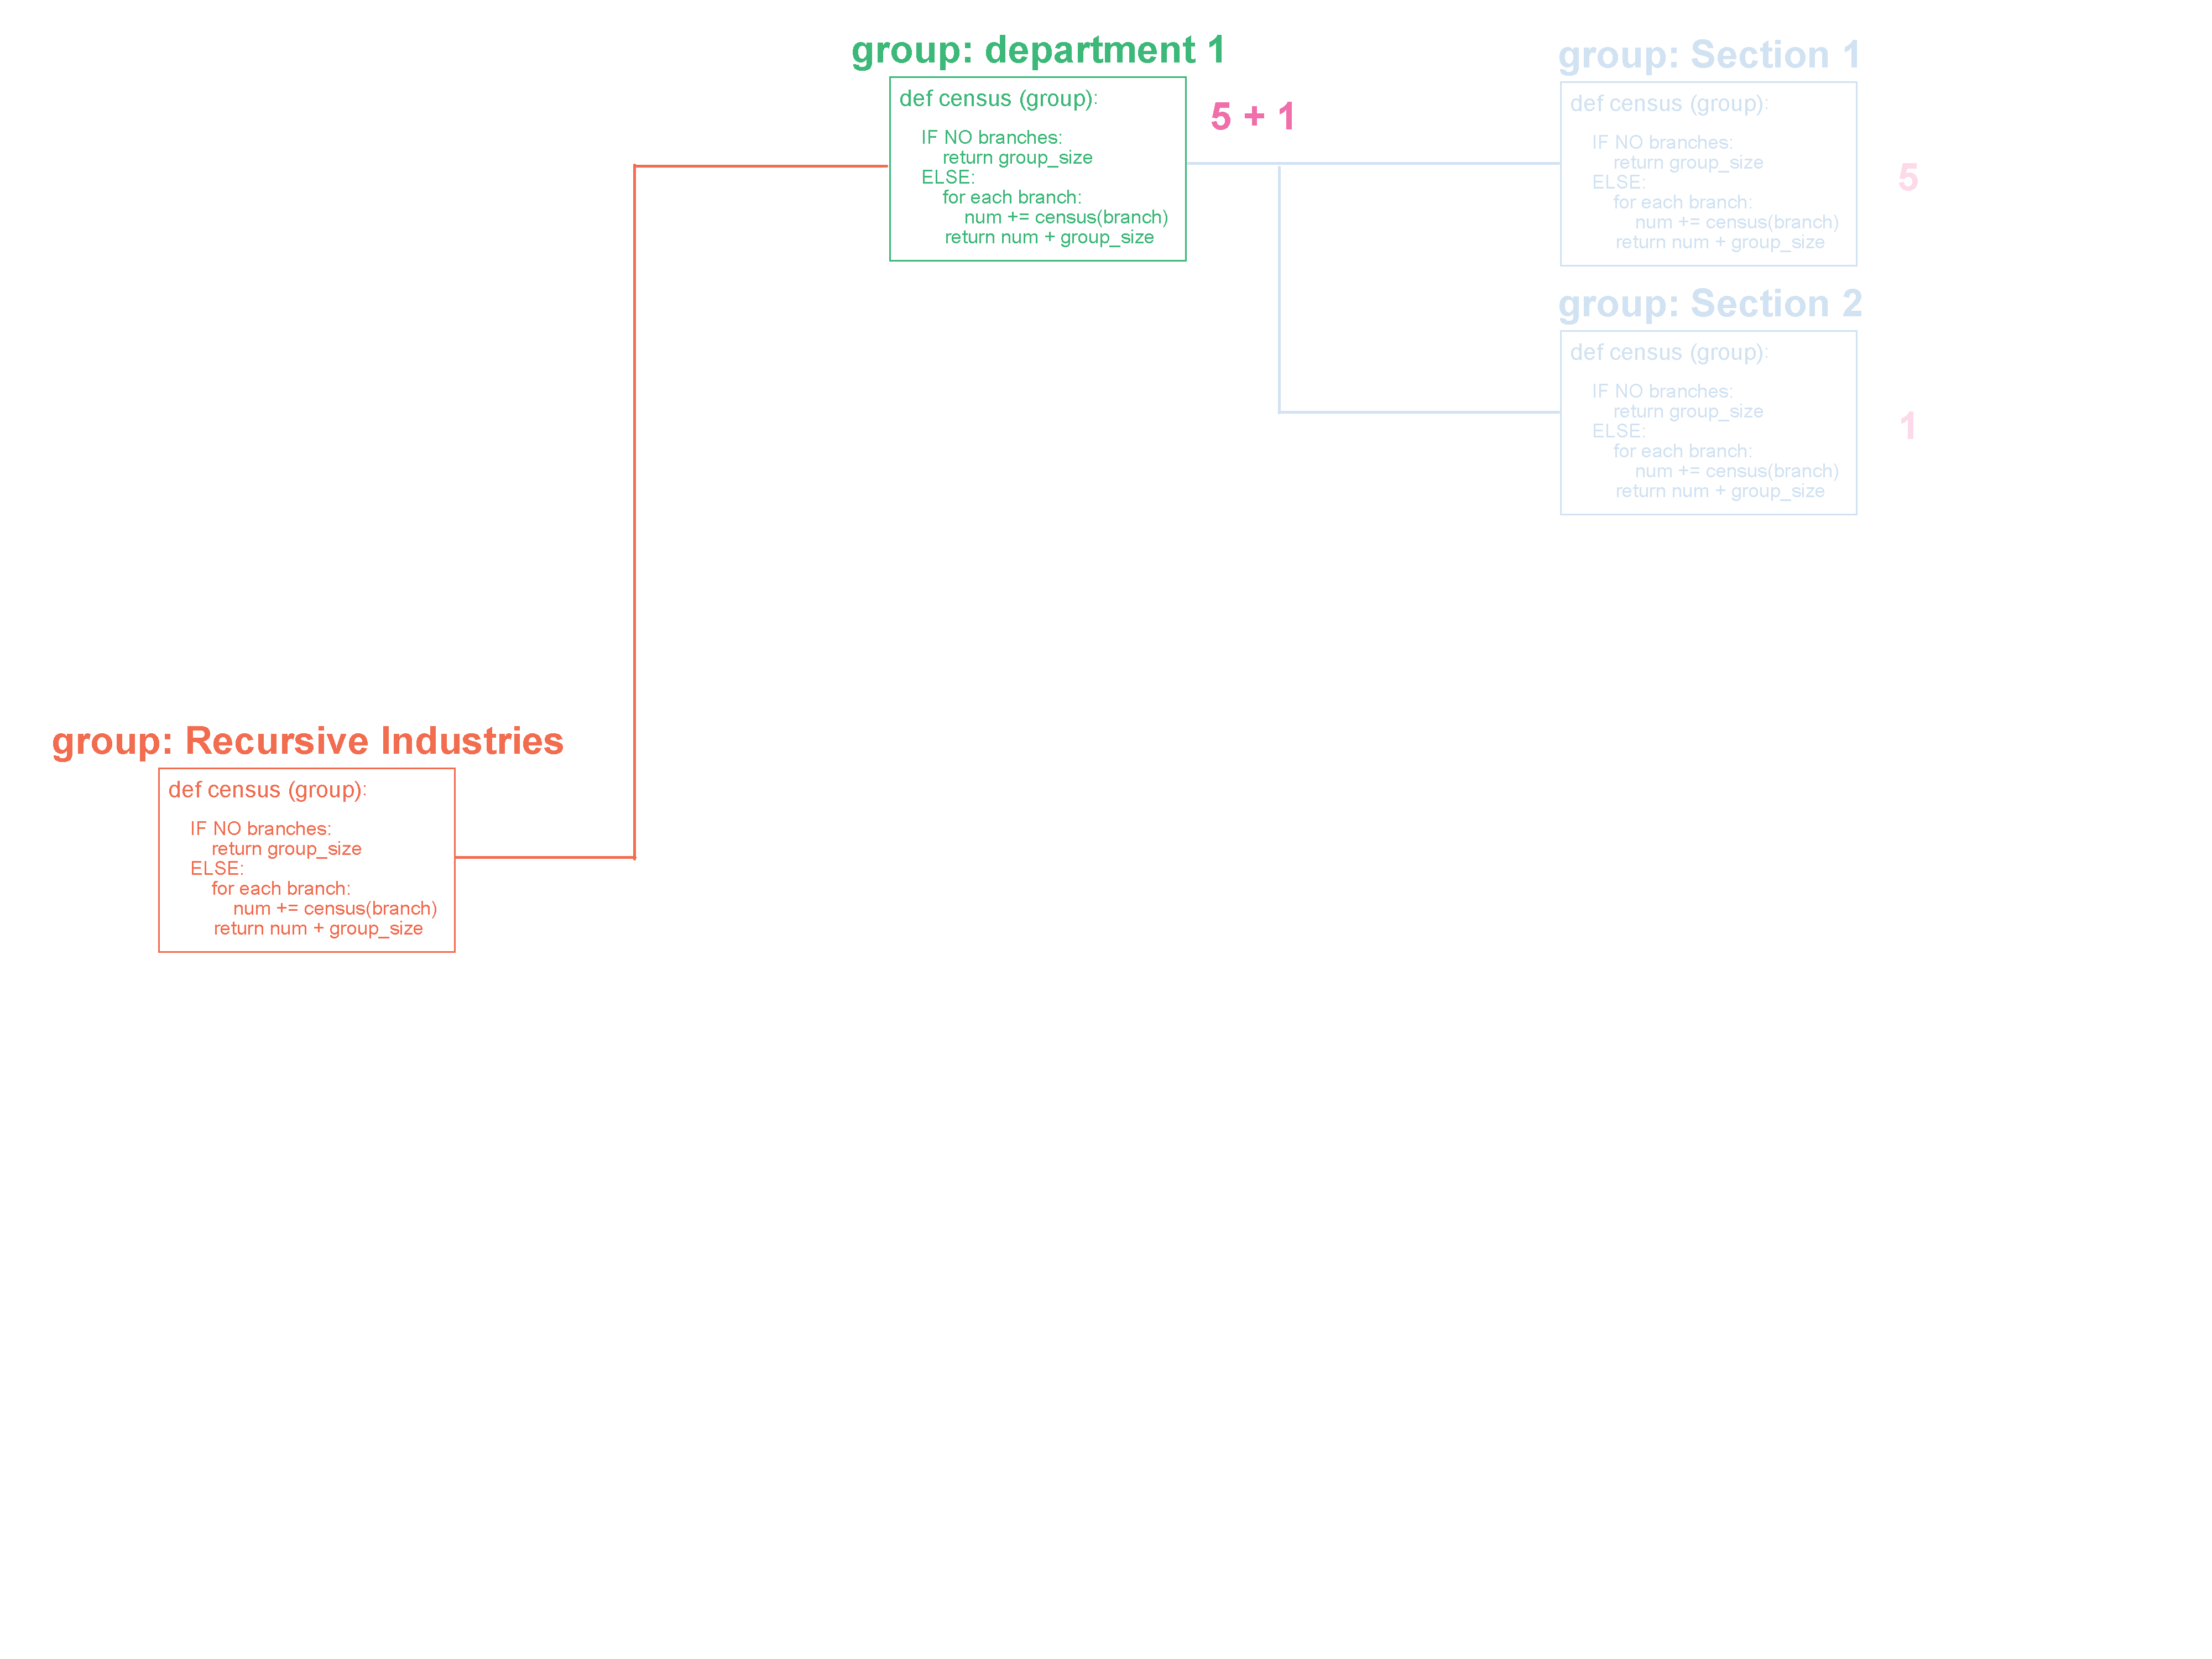 group: department 1
def census (group):
IF NO branches:
return group_size
ELSE:
for each branch:
num += census(branch)
return num + group_size
5 + 1
group: Section 1
def census (group):
IF NO branches:
return group_size
ELSE:
for each branch:
num += census(branch)
return num + group_size
5
group: Section 2
def census (group):
IF NO branches:
return group_size
ELSE:
for each branch:
num += census(branch)
return num + group_size
1
group: Recursive Industries
def census (group):
IF NO branches:
return group_size
ELSE:
for each branch:
num += census(branch)
return num + group_size